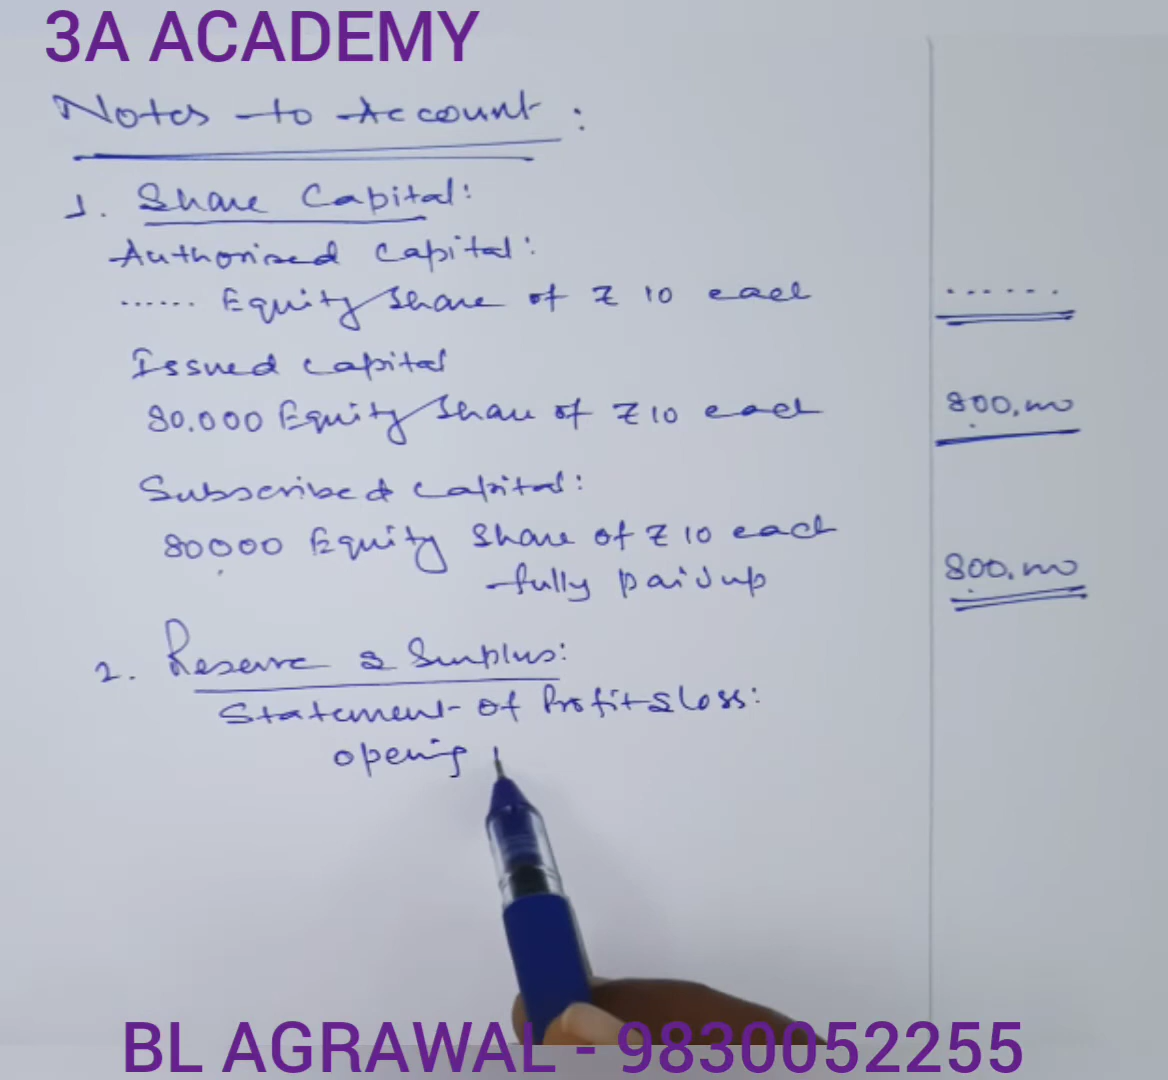 3A ACADEMY
Notes to Account :
1. Share Capital:
Authorised Capital:
...... Equity Share of ₹ 10 each ......
Issued Capital
80,000 Equity Share of ₹ 10 each 800,000
Subscribed Capital:
80,000 Equity Share of ₹ 10 each
fully paid up 800,000
2. Reserve & Surplus:
Statement of Profit & Loss:
Opening
BL AGRAWAL - 9830052255